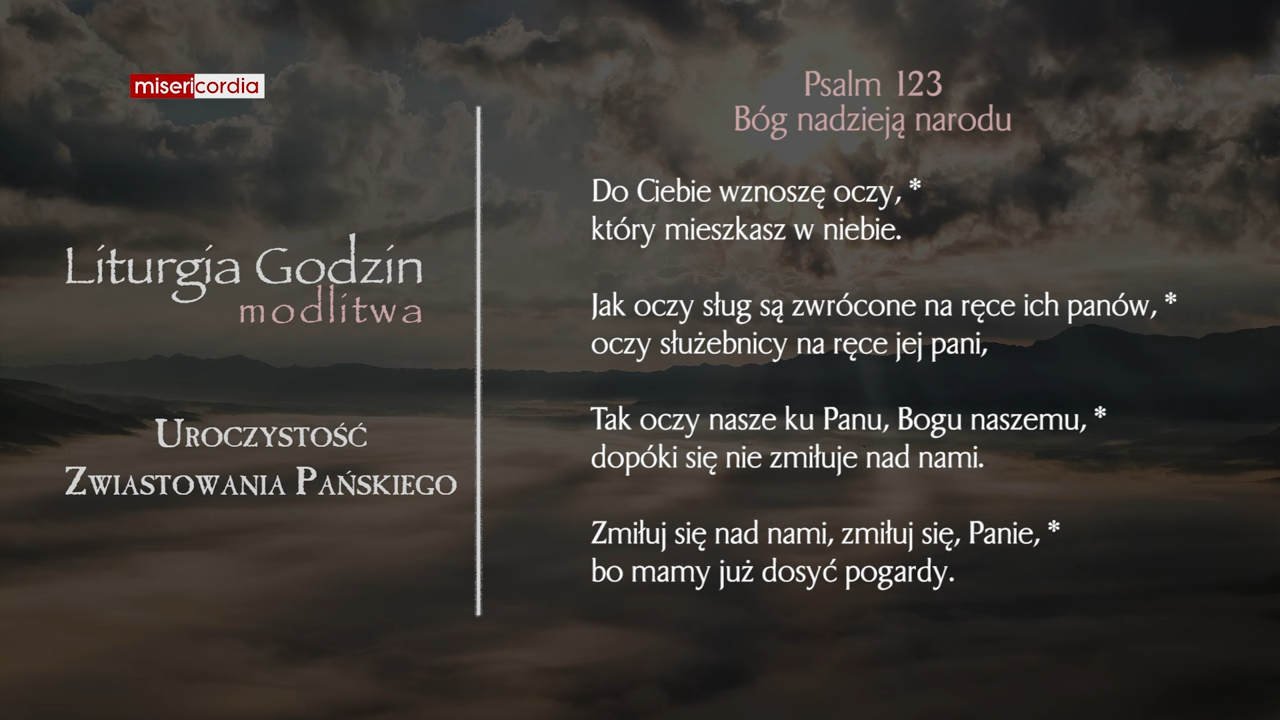 misericordia
Liturgia Godzin
modlitwa
Uroczystość
Zwiastowania Pańskiego
Psalm 123
Bóg nadzieją narodu
Do Ciebie wznoszę oczy, *
który mieszkasz w niebie.
Jak oczy sług są zwrócone na ręce ich panów, *
oczy służebnicy na ręce jej pani,
Tak oczy nasze ku Panu, Bogu naszemu, *
dopóki się nie zmiłuje nad nami.
Zmiłuj się nad nami, zmiłuj się, Panie, *
bo mamy już dosyć pogardy.